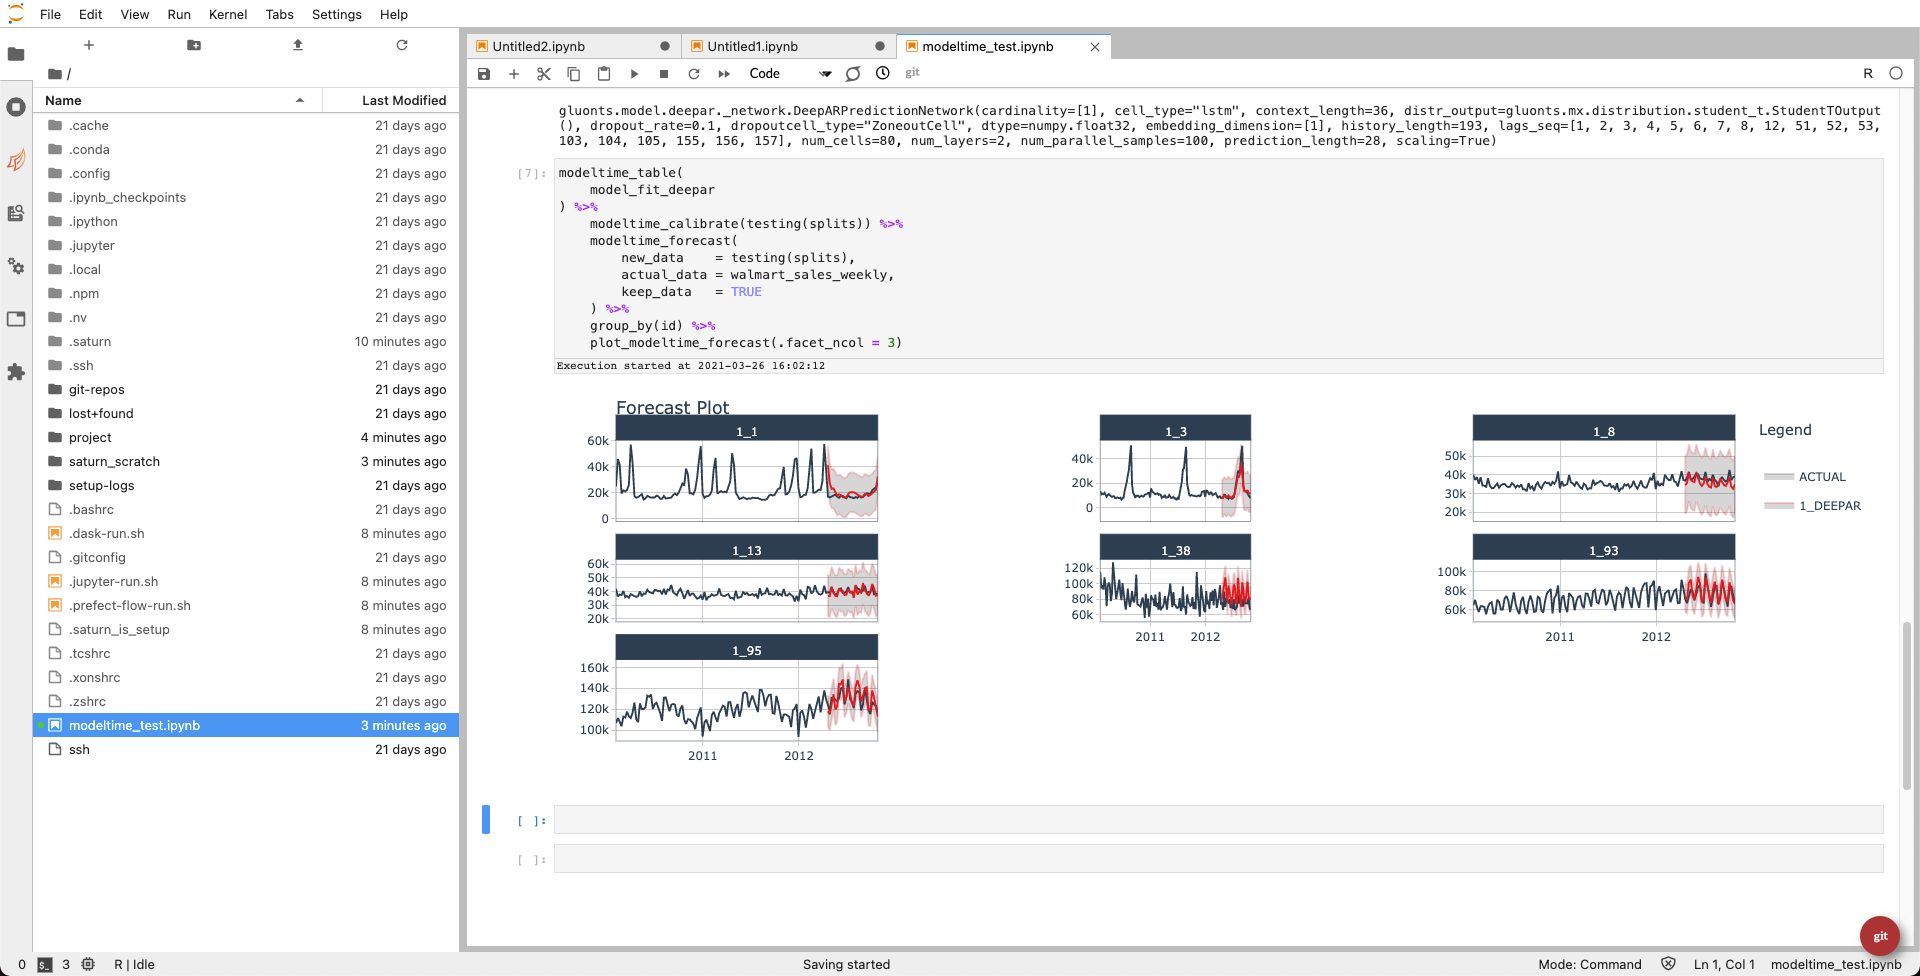 File Edit View Run Kernel Tabs Settings Help
/
Name Last Modified
.cache 21 days ago
.conda 21 days ago
.config 21 days ago
.ipynb_checkpoints 21 days ago
.ipython 21 days ago
.jupyter 21 days ago
.local 21 days ago
.npm 21 days ago
.nv 21 days ago
.saturn 10 minutes ago
.ssh 21 days ago
git-repos 21 days ago
lost+found 21 days ago
project 4 minutes ago
saturn_scratch 3 minutes ago
setup-logs 21 days ago
.bashrc 21 days ago
.dask-run.sh 8 minutes ago
.gitconfig 21 days ago
.jupyter-run.sh 8 minutes ago
.prefect-flow-run.sh 8 minutes ago
.saturn_is_setup 8 minutes ago
.tcshrc 21 days ago
.xonshrc 21 days ago
.zshrc 21 days ago
modeltime_test.ipynb 3 minutes ago
ssh 21 days ago
Untitled2.ipynb Untitled1.ipynb modeltime_test.ipynb
Code git R
gluonts.model.deepar._network.DeepARPredictionNetwork(cardinality=[1], cell_type="lstm", context_length=36, distr_output=gluonts.mx.distribution.student_t.StudentTOutput
(), dropout_rate=0.1, dropoutcell_type="ZoneoutCell", dtype=numpy.float32, embedding_dimension=[1], history_length=193, lags_seq=[1, 2, 3, 4, 5, 6, 7, 8, 12, 51, 52, 53,
103, 104, 105, 155, 156, 157], num_cells=80, num_layers=2, num_parallel_samples=100, prediction_length=28, scaling=True)
[7]: modeltime_table(
    model_fit_deepar
) %>%
    modeltime_calibrate(testing(splits)) %>%
    modeltime_forecast(
        new_data    = testing(splits),
        actual_data = walmart_sales_weekly,
        keep_data   = TRUE
    ) %>%
    group_by(id) %>%
    plot_modeltime_forecast(.facet_ncol = 3)
Execution started at 2021-03-26 16:02:12
Forecast Plot
1_1
60k
40k
20k
0
1_3
40k
20k
0
1_8
50k
40k
30k
20k
Legend
ACTUAL
1_DEEPAR
1_13
60k
50k
40k
30k
20k
1_38
120k
100k
80k
60k
2011 2012
1_93
100k
80k
60k
2011 2012
1_95
160k
140k
120k
100k
2011 2012
[ ]:
[ ]:
git
0 $_ 3 R | Idle Saving started Mode: Command Ln 1, Col 1 modeltime_test.ipynb